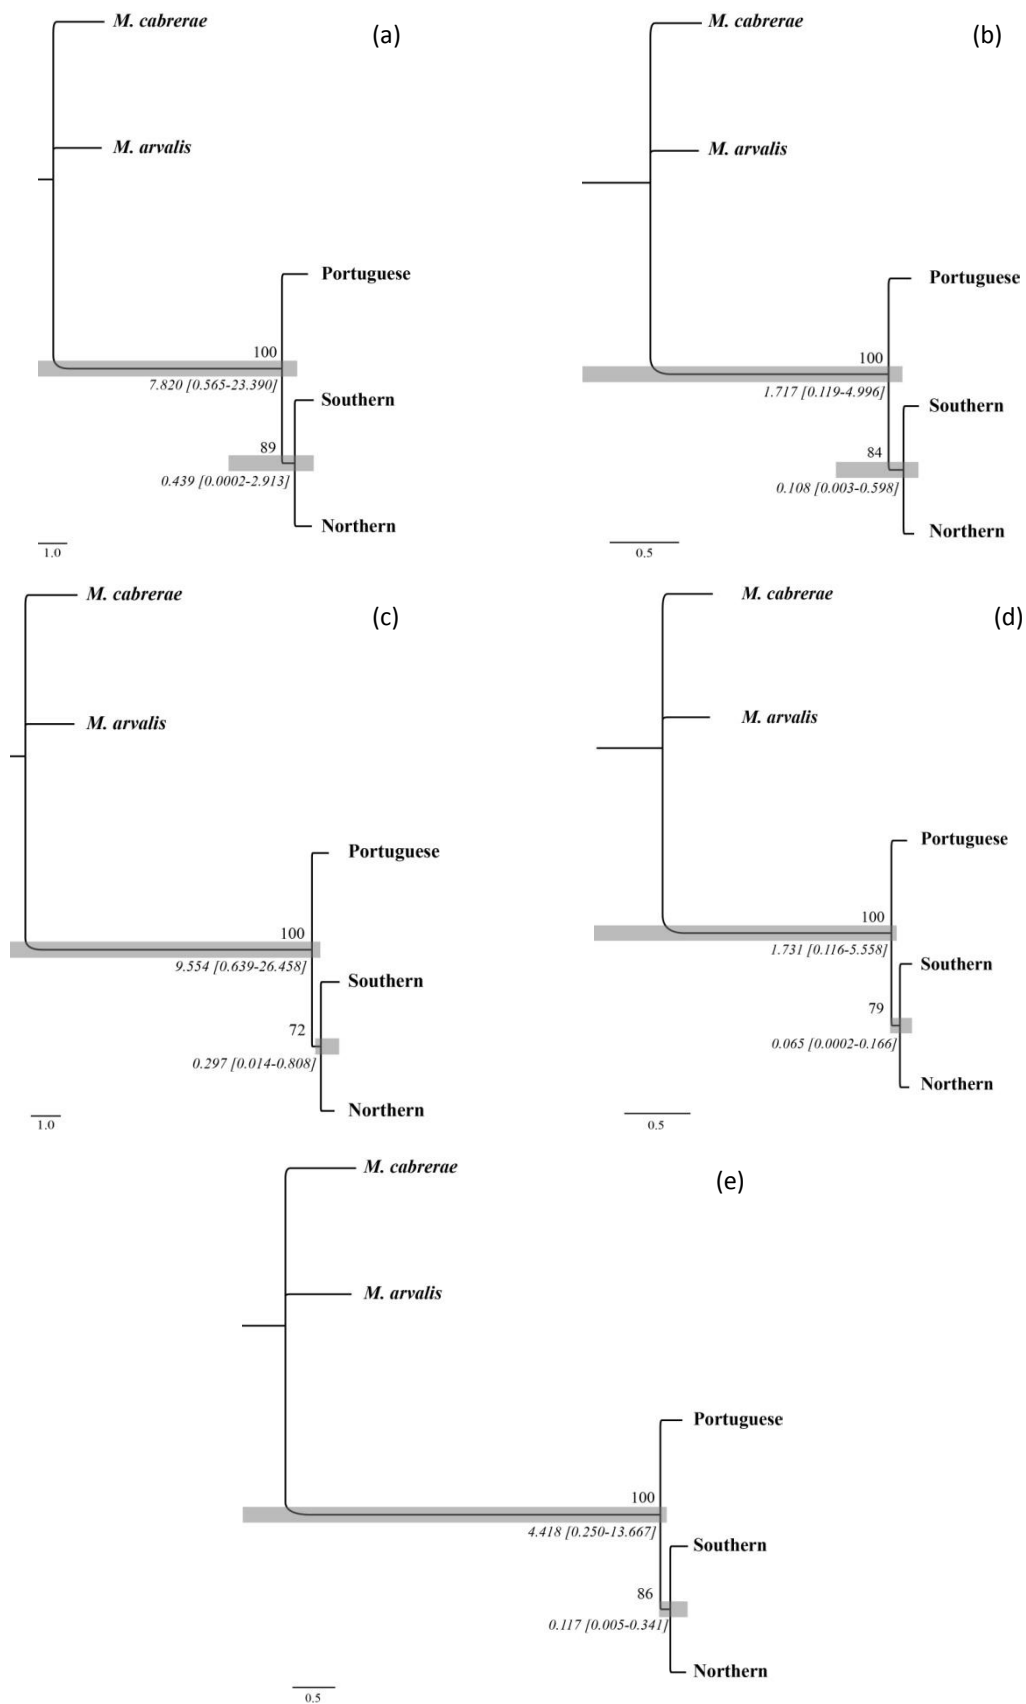 M. cabrerae
(a)
M. arvalis
Portuguese
100
7.820 [0.565-23.390]
Southern
89
0.439 [0.0002-2.913]
Northern
1.0
M. cabrerae
(b)
M. arvalis
Portuguese
100
1.717 [0.119-4.996]
Southern
84
0.108 [0.003-0.598]
Northern
0.5
M. cabrerae
(c)
M. arvalis
Portuguese
100
9.554 [0.639-26.458]
Southern
72
0.297 [0.014-0.808]
Northern
1.0
M. cabrerae
(d)
M. arvalis
Portuguese
100
1.731 [0.116-5.558]
Southern
79
0.065 [0.0002-0.166]
Northern
0.5
M. cabrerae
(e)
M. arvalis
Portuguese
100
4.418 [0.250-13.667]
Southern
86
0.117 [0.005-0.341]
Northern
0.5